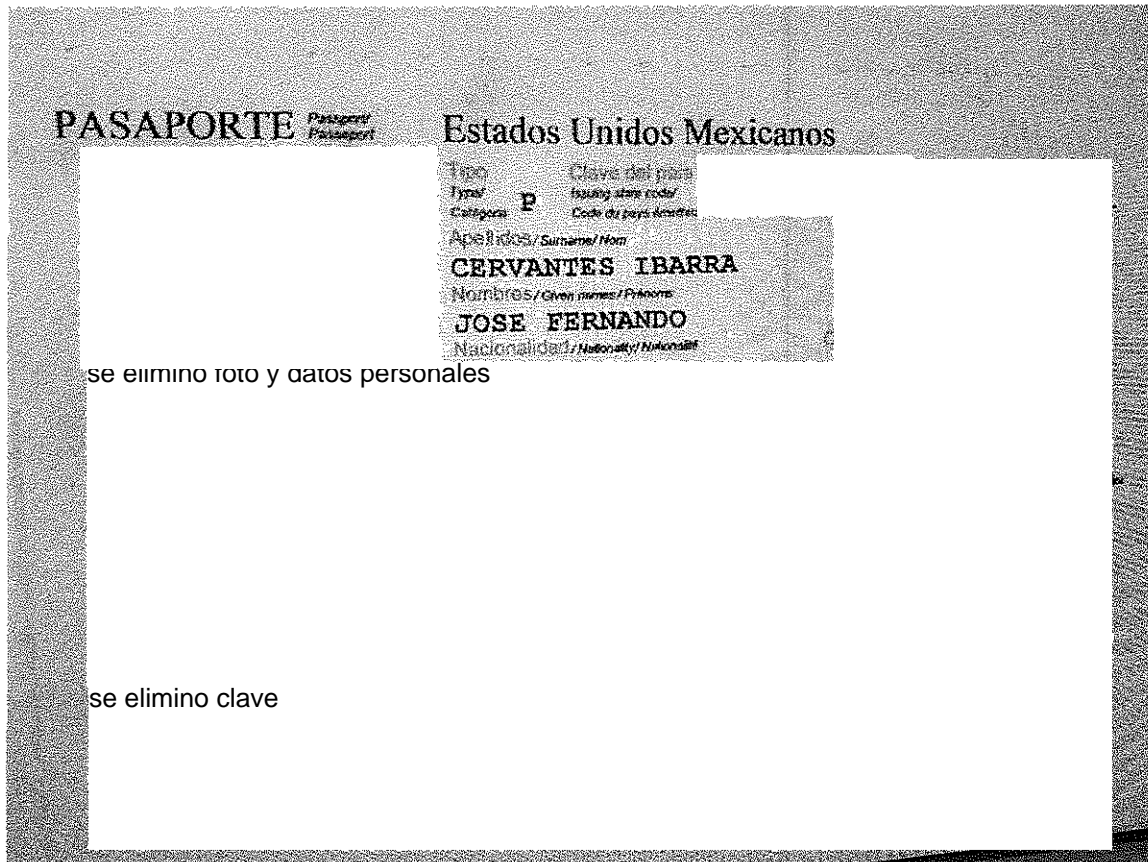 PASAPORTE Passport/ Estados Unidos Mexicanos
Passeport
Tipo Clave del país
Type/ Issuing state code/
Catégorie P Code du pays émetteur
Apellidos/Surname/Nom
CERVANTES IBARRA
Nombres/Given names/Prénoms
JOSE FERNANDO
Nacionalidad/Nationality/Nationalité
se elimino foto y datos personales
se elimino clave